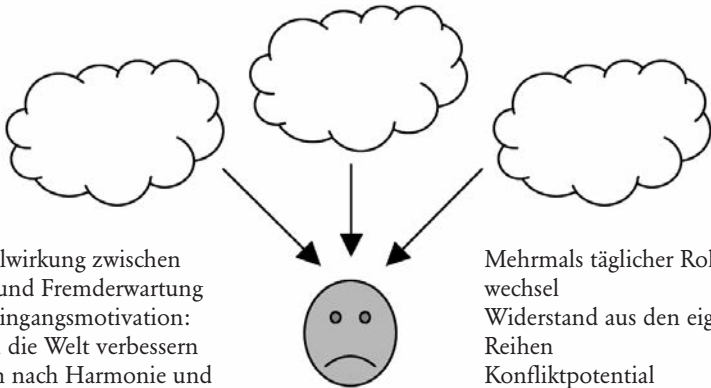 lwirkung zwischen
und Fremderwartung
ingangsmotivation:
die Welt verbessern
nach Harmonie und
Mehrmals täglicher Rol
wechsel
Widerstand aus den eig
Reihen
Konfliktpotential